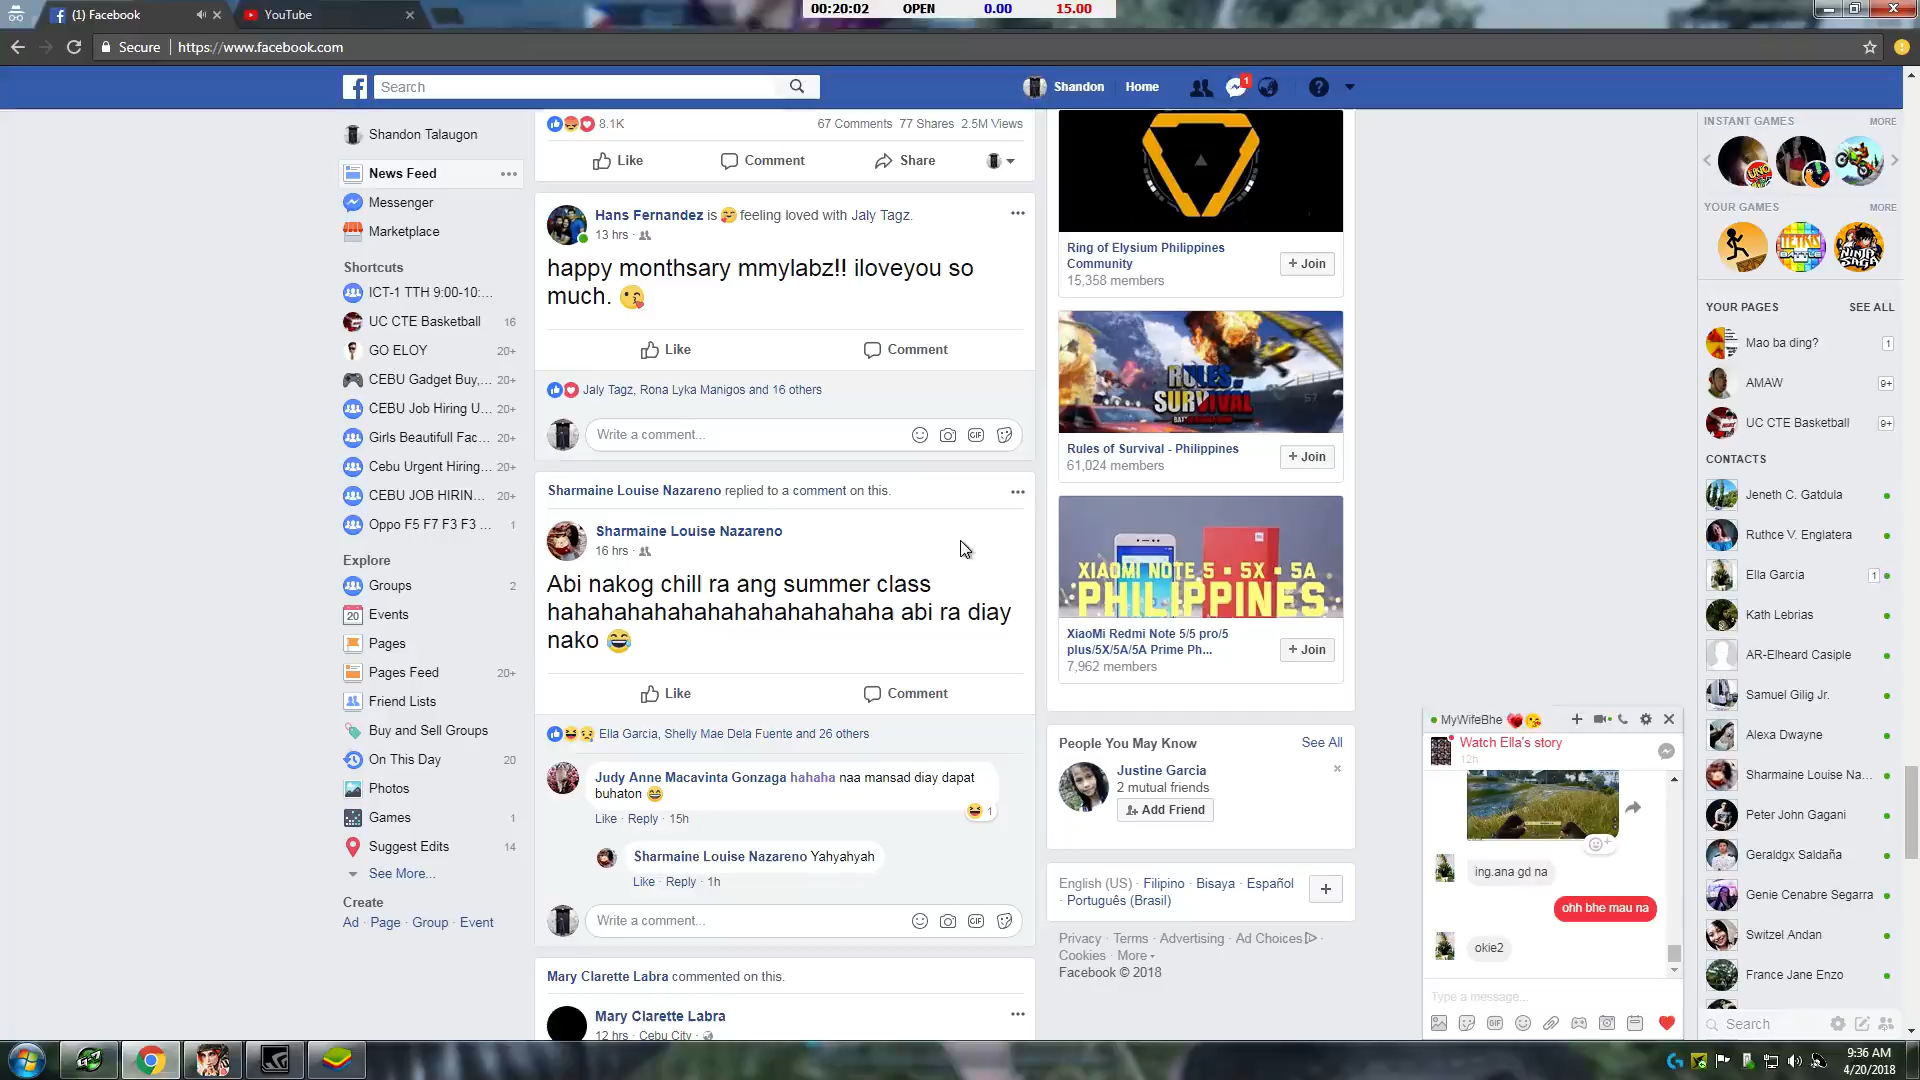 (1) Facebook
YouTube
00:20:02 OPEN 0.00 15.00
Secure https://www.facebook.com
Search
Shandon
Home
1
Shandon Talaugon
News Feed
Messenger
Marketplace
Shortcuts
ICT-1 TTH 9:00-10:...
UC CTE Basketball 16
GO ELOY 20+
CEBU Gadget Buy,... 20+
CEBU Job Hiring U... 20+
Girls Beautifull Fac... 20+
Cebu Urgent Hiring... 20+
CEBU JOB HIRIN... 20+
Oppo F5 F7 F3 F3 ... 1
Explore
Groups 2
Events
Pages
Pages Feed 20+
Friend Lists
Buy and Sell Groups
On This Day 20
Photos
Games 1
Suggest Edits 14
See More...
Create
Ad · Page · Group · Event
8.1K
67 Comments 77 Shares 2.5M Views
Like Comment Share
Hans Fernandez is 🥰 feeling loved with Jaly Tagz.
13 hrs ·
happy monthsary mmylabz!! iloveyou so
much. 😘
Like Comment
Jaly Tagz, Rona Lyka Manigos and 16 others
Write a comment...
Sharmaine Louise Nazareno replied to a comment on this.
Sharmaine Louise Nazareno
16 hrs ·
Abi nakog chill ra ang summer class
hahahahahahahahahahahahaha abi ra diay
nako 😂
Like Comment
Ella Garcia, Shelly Mae Dela Fuente and 26 others
Judy Anne Macavinta Gonzaga hahaha naa mansad diay dapat
buhaton 😄
1
Like · Reply · 15h
Sharmaine Louise Nazareno Yahyahyah
Like · Reply · 1h
Write a comment...
Mary Clarette Labra commented on this.
Mary Clarette Labra
12 hrs · Cebu City ·
Ring of Elysium Philippines
Community
15,358 members
+ Join
RULES OF
SURVIVAL
Rules of Survival - Philippines
61,024 members
+ Join
XIAOMI NOTE 5 · 5X · 5A
PHILIPPINES
XiaoMi Redmi Note 5/5 pro/5
plus/5X/5A/5A Prime Ph...
7,962 members
+ Join
People You May Know See All
Justine Garcia
2 mutual friends
Add Friend
English (US) · Filipino · Bisaya · Español
· Português (Brasil)
Privacy · Terms · Advertising · Ad Choices ·
Cookies · More
Facebook © 2018
MyWifeBhe ❤️😘
Watch Ella's story
12h
ing.ana gd na
ohh bhe mau na
okie2
Type a message...
INSTANT GAMES MORE
UNO
YOUR GAMES MORE
TETRIS
BATTLE
NINJA
SAGA
YOUR PAGES SEE ALL
Mao ba ding? 1
AMAW 9+
UC CTE Basketball 9+
CONTACTS
Jeneth C. Gatdula
Ruthce V. Englatera
Ella Garcia 1
Kath Lebrias
AR-Elheard Casiple
Samuel Gilig Jr.
Alexa Dwayne
Sharmaine Louise Na...
Peter John Gagani
Geraldgx Saldaña
Genie Cenabre Segarra
Switzel Andan
France Jane Enzo
Search
9:36 AM
4/20/2018